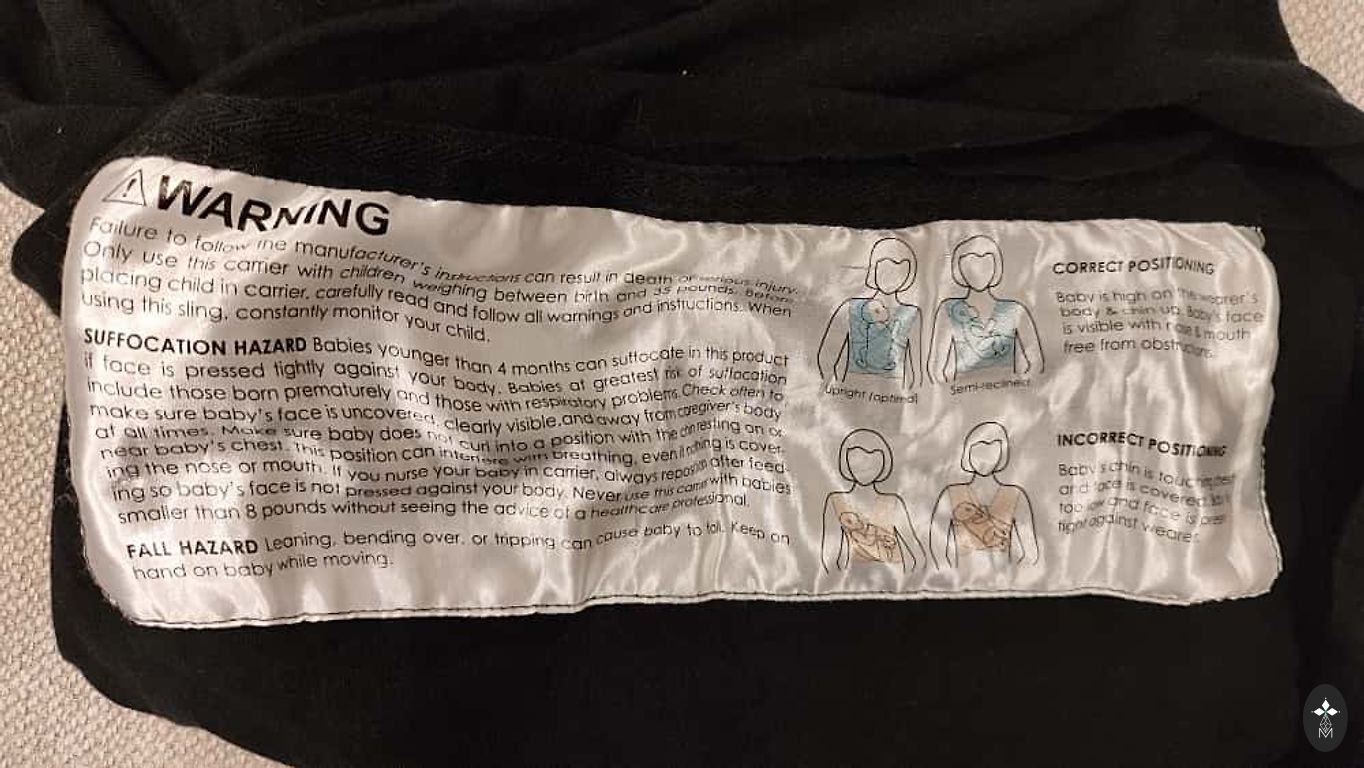 WARNING
Failure to follow the manufacturer's instructions can result in death or serious injury.
Only use this carrier with children weighing between birth and 35 pounds. Before
placing child in carrier, carefully read and follow all warnings and instructions. When
using this sling, constantly monitor your child.
SUFFOCATION HAZARD Babies younger than 4 months can suffocate in this product
if face is pressed tightly against your body. Babies at greatest risk of suffocation
include those born prematurely and those with respiratory problems. Check often to
make sure baby's face is uncovered, clearly visible, and away from caregiver's body
at all times. Make sure baby does not curl into a position with the chin resting on or
near baby's chest. This position can interfere with breathing, even if nothing is cover-
ing the nose or mouth. If you nurse your baby in carrier, always reposition after feed-
ing so baby's face is not pressed against your body. Never use this carrier with babies
smaller than 8 pounds without seeing the advice of a healthcare professional.
FALL HAZARD Leaning, bending over, or tripping can cause baby to fall. Keep on
hand on baby while moving.
Upright (optimal)
Semi-reclined
CORRECT POSITIONING
Baby is high on the wearer's
body & chin up. Baby's face
is visible with nose & mouth
free from obstructions.
INCORRECT POSITIONING
Baby's chin is touching
and face is covered.
too low and face is
tight against wearer.
M